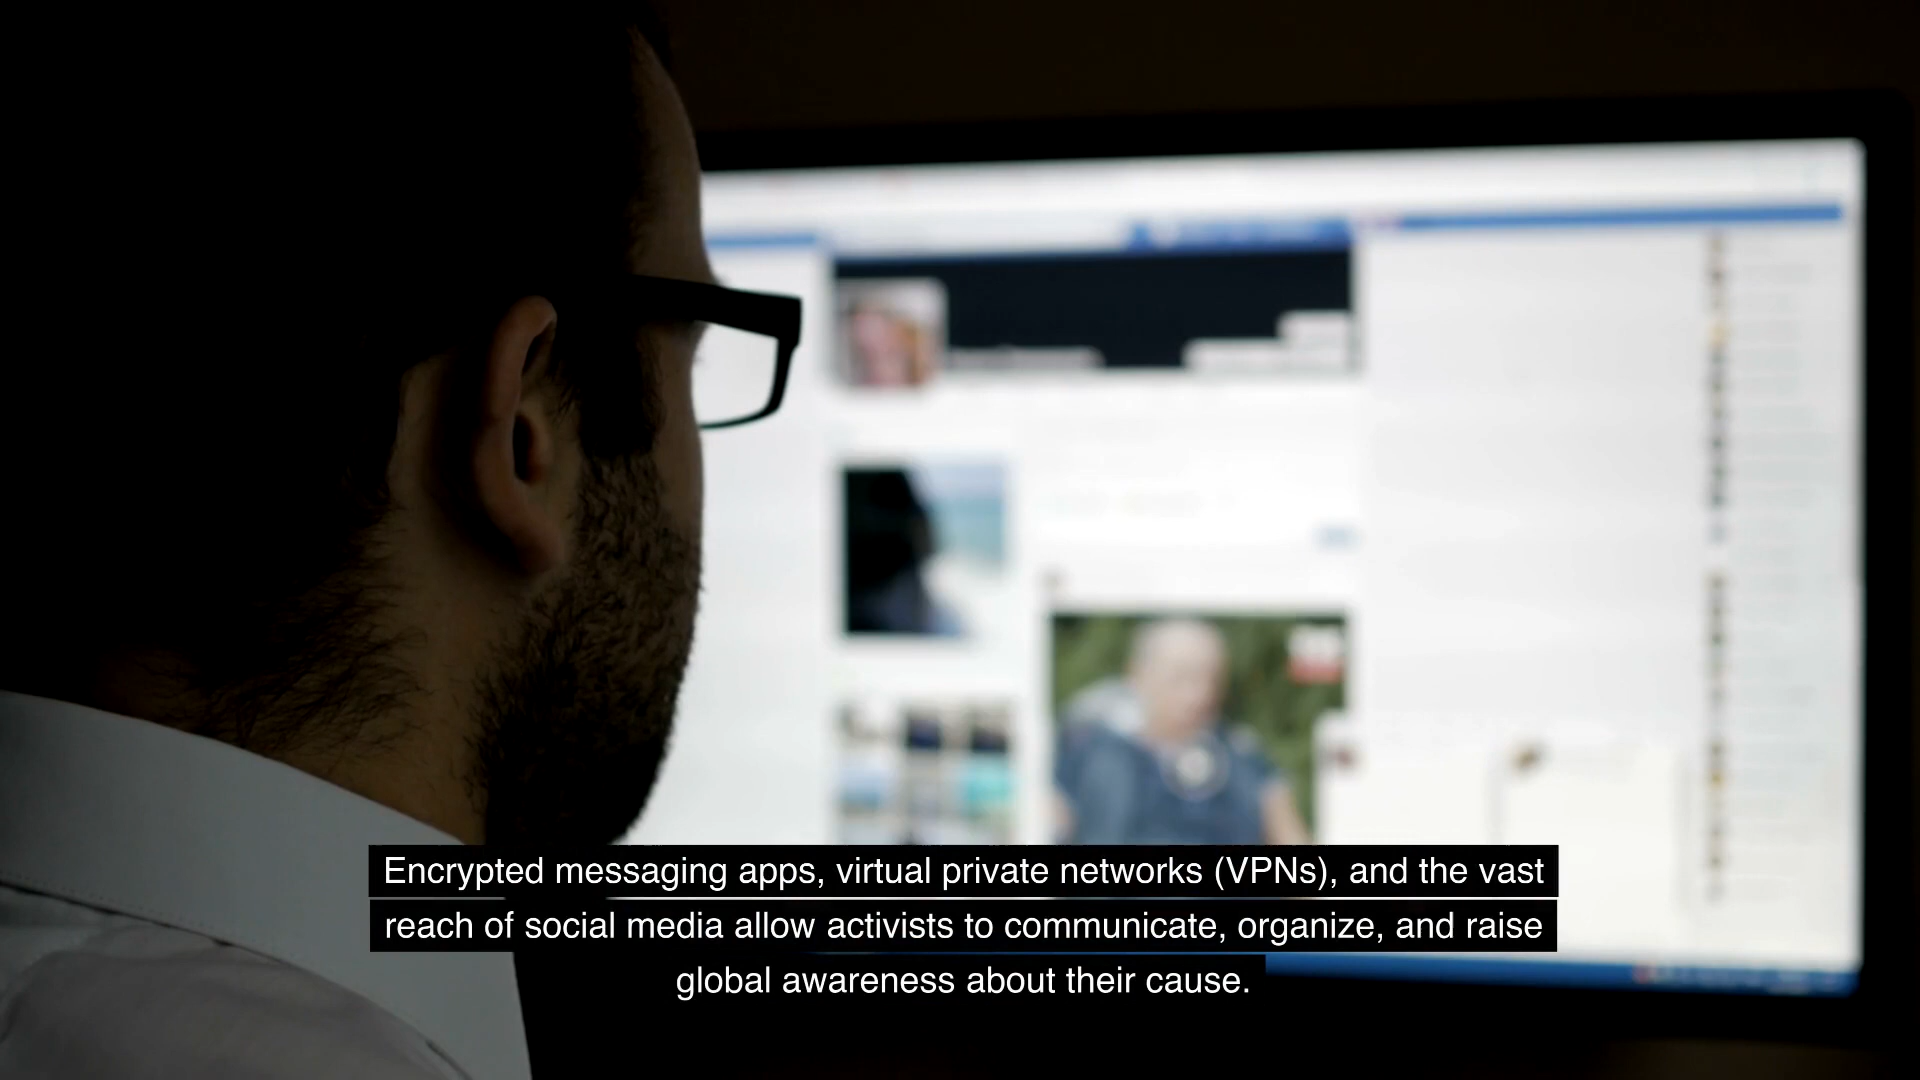 Encrypted messaging apps, virtual private networks (VPNs), and the vast
reach of social media allow activists to communicate, organize, and raise
global awareness about their cause.